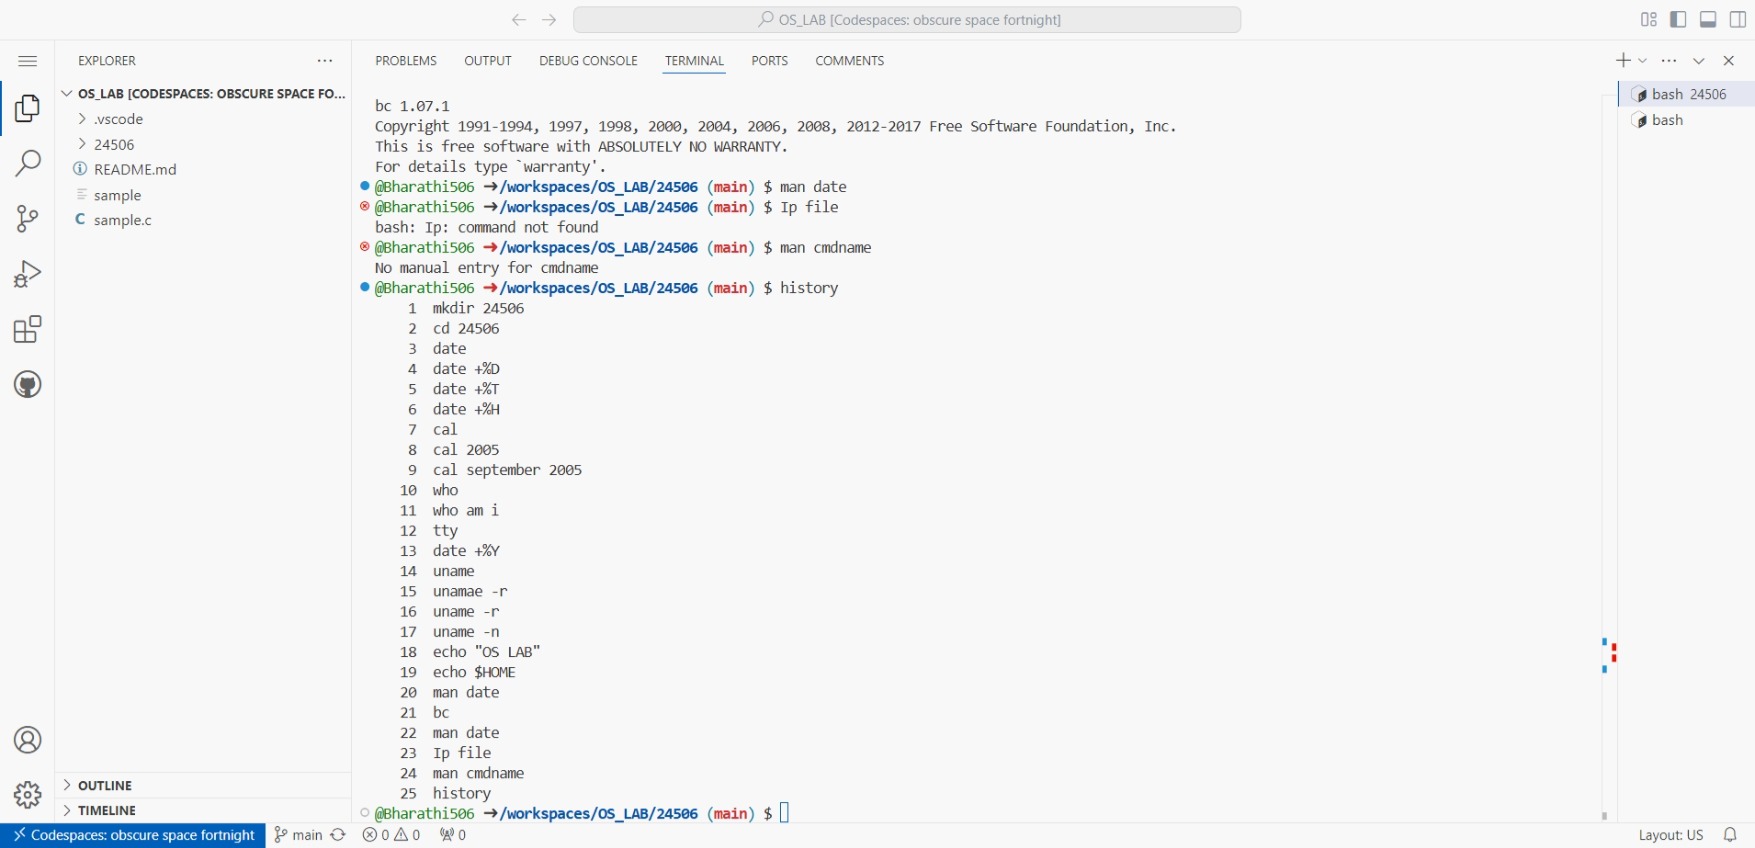 OS_LAB [Codespaces: obscure space fortnight]
EXPLORER
OS_LAB [CODESPACES: OBSCURE SPACE FO...
.vscode
24506
README.md
sample
C sample.c
OUTLINE
TIMELINE
PROBLEMS OUTPUT DEBUG CONSOLE TERMINAL PORTS COMMENTS
bc 1.07.1
Copyright 1991-1994, 1997, 1998, 2000, 2004, 2006, 2008, 2012-2017 Free Software Foundation, Inc.
This is free software with ABSOLUTELY NO WARRANTY.
For details type `warranty'.
@Bharathi506 ➜/workspaces/OS_LAB/24506 (main) $ man date
@Bharathi506 ➜/workspaces/OS_LAB/24506 (main) $ Ip file
bash: Ip: command not found
@Bharathi506 ➜/workspaces/OS_LAB/24506 (main) $ man cmdname
No manual entry for cmdname
@Bharathi506 ➜/workspaces/OS_LAB/24506 (main) $ history
1 mkdir 24506
2 cd 24506
3 date
4 date +%D
5 date +%T
6 date +%H
7 cal
8 cal 2005
9 cal september 2005
10 who
11 who am i
12 tty
13 date +%Y
14 uname
15 unamae -r
16 uname -r
17 uname -n
18 echo "OS LAB"
19 echo $HOME
20 man date
21 bc
22 man date
23 Ip file
24 man cmdname
25 history
@Bharathi506 ➜/workspaces/OS_LAB/24506 (main) $
bash 24506
bash
Codespaces: obscure space fortnight main 0 0 0 Layout: US